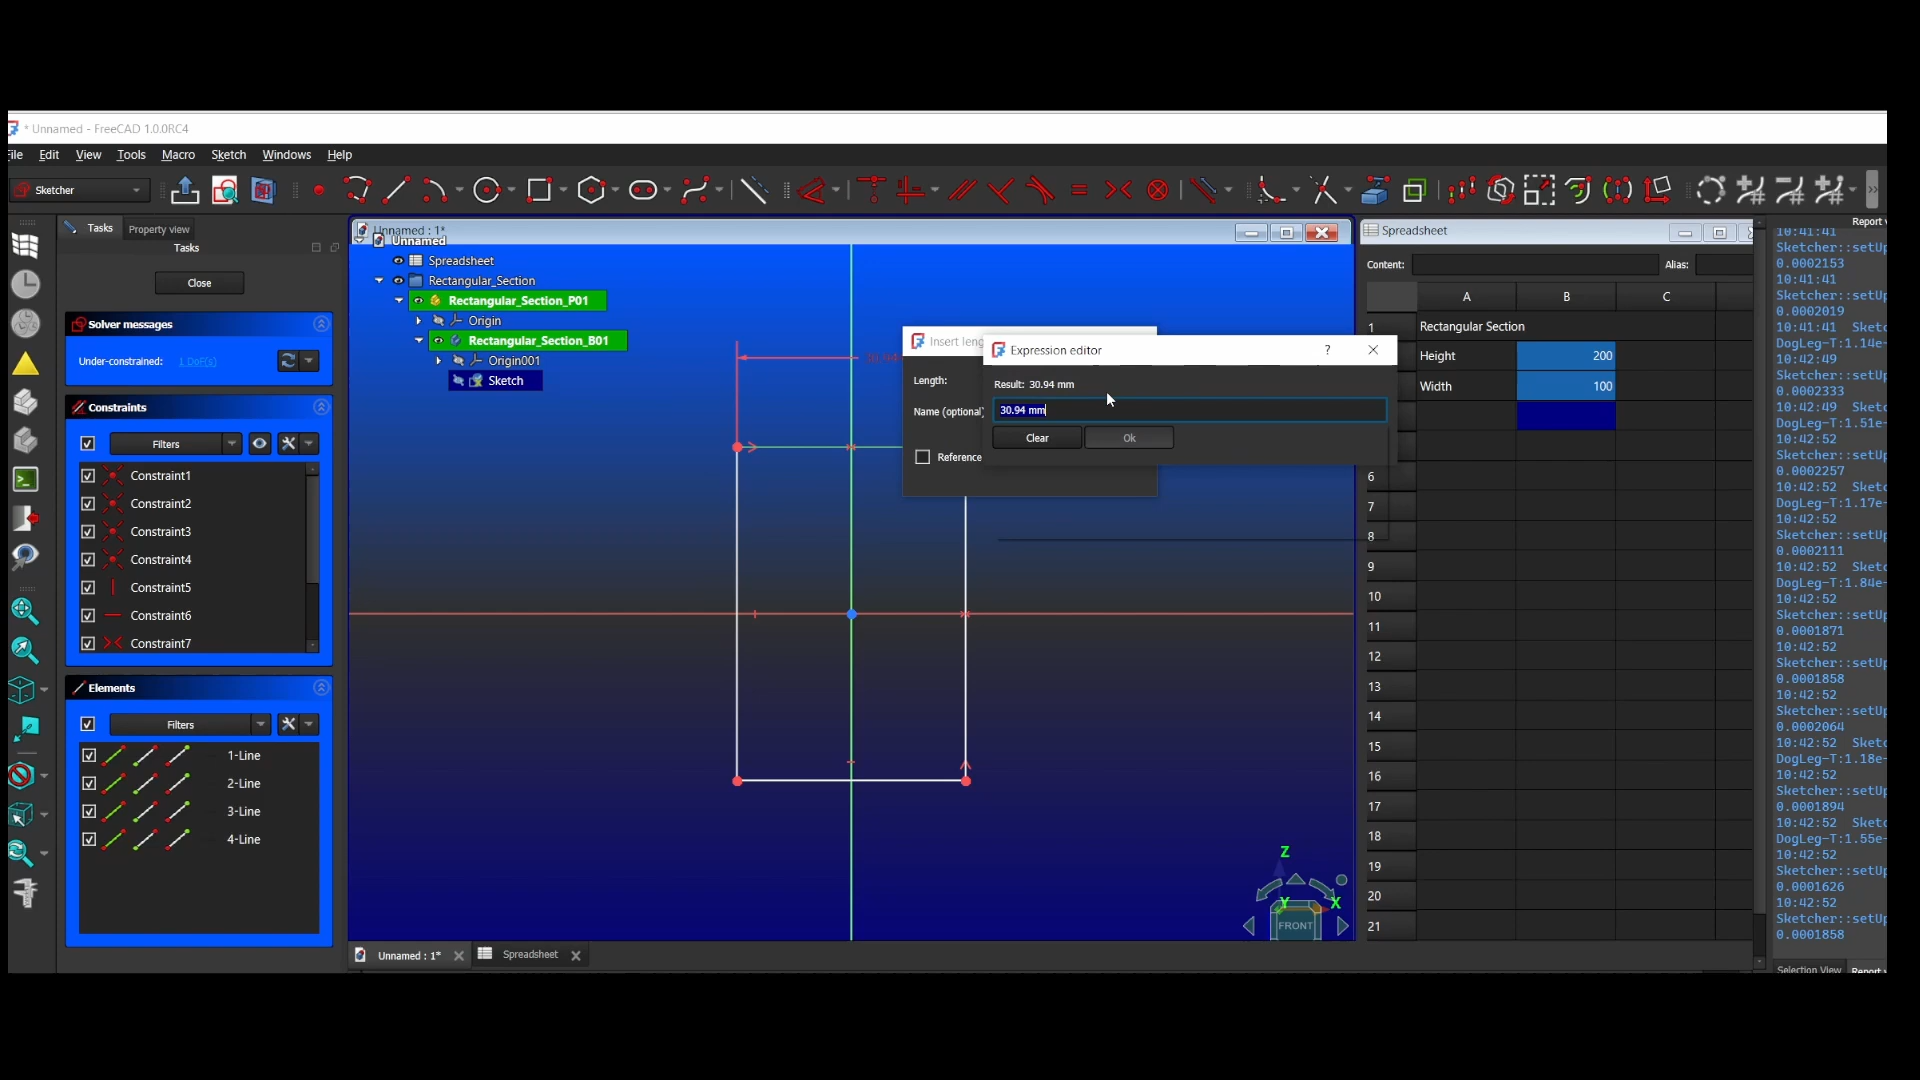 * Unnamed - FreeCAD 1.0.0RC4
File Edit View Tools Macro Sketch Windows Help
Sketcher
Tasks Property view
Tasks
Close
Solver messages
Under-constrained: 1 DoF(s)
Constraints
Filters
Constraint1
Constraint2
Constraint3
Constraint4
Constraint5
Constraint6
Constraint7
Elements
Filters
1-Line
2-Line
3-Line
4-Line
Unnamed : 1*
Unnamed
Spreadsheet
Rectangular_Section
Rectangular_Section_P01
Origin
Rectangular_Section_B01
Origin001
Sketch
Insert leng
Length:
Name (optional)
Reference
Expression editor
?
Result: 30.94 mm
30.94 mm
Clear Ok
Z
Y X
FRONT
Unnamed : 1* Spreadsheet
Spreadsheet
Content: Alias:
A B C
1 Rectangular Section
Height 200
Width 100
6
7
8
9
10
11
12
13
14
15
16
17
18
19
20
21
Report
10:41:41
Sketcher::setUp
0.0002153
10:41:41
Sketcher::setUp
0.0002019
10:41:41 Sketc
DogLeg-T:1.14e-
10:42:49
Sketcher::setUp
0.0002333
10:42:49 Sketc
DogLeg-T:1.51e-
10:42:52
Sketcher::setUp
0.0002257
10:42:52 Sketc
DogLeg-T:1.17e-
10:42:52
Sketcher::setUp
0.0002111
10:42:52 Sketc
DogLeg-T:1.84e-
10:42:52
Sketcher::setUp
0.0001871
10:42:52
Sketcher::setUp
0.0001858
10:42:52
Sketcher::setUp
0.0002064
10:42:52 Sketc
DogLeg-T:1.18e-
10:42:52
Sketcher::setUp
0.0001894
10:42:52 Sketc
DogLeg-T:1.55e-
10:42:52
Sketcher::setUp
0.0001626
10:42:52
Sketcher::setUp
0.0001858
Selection View Report